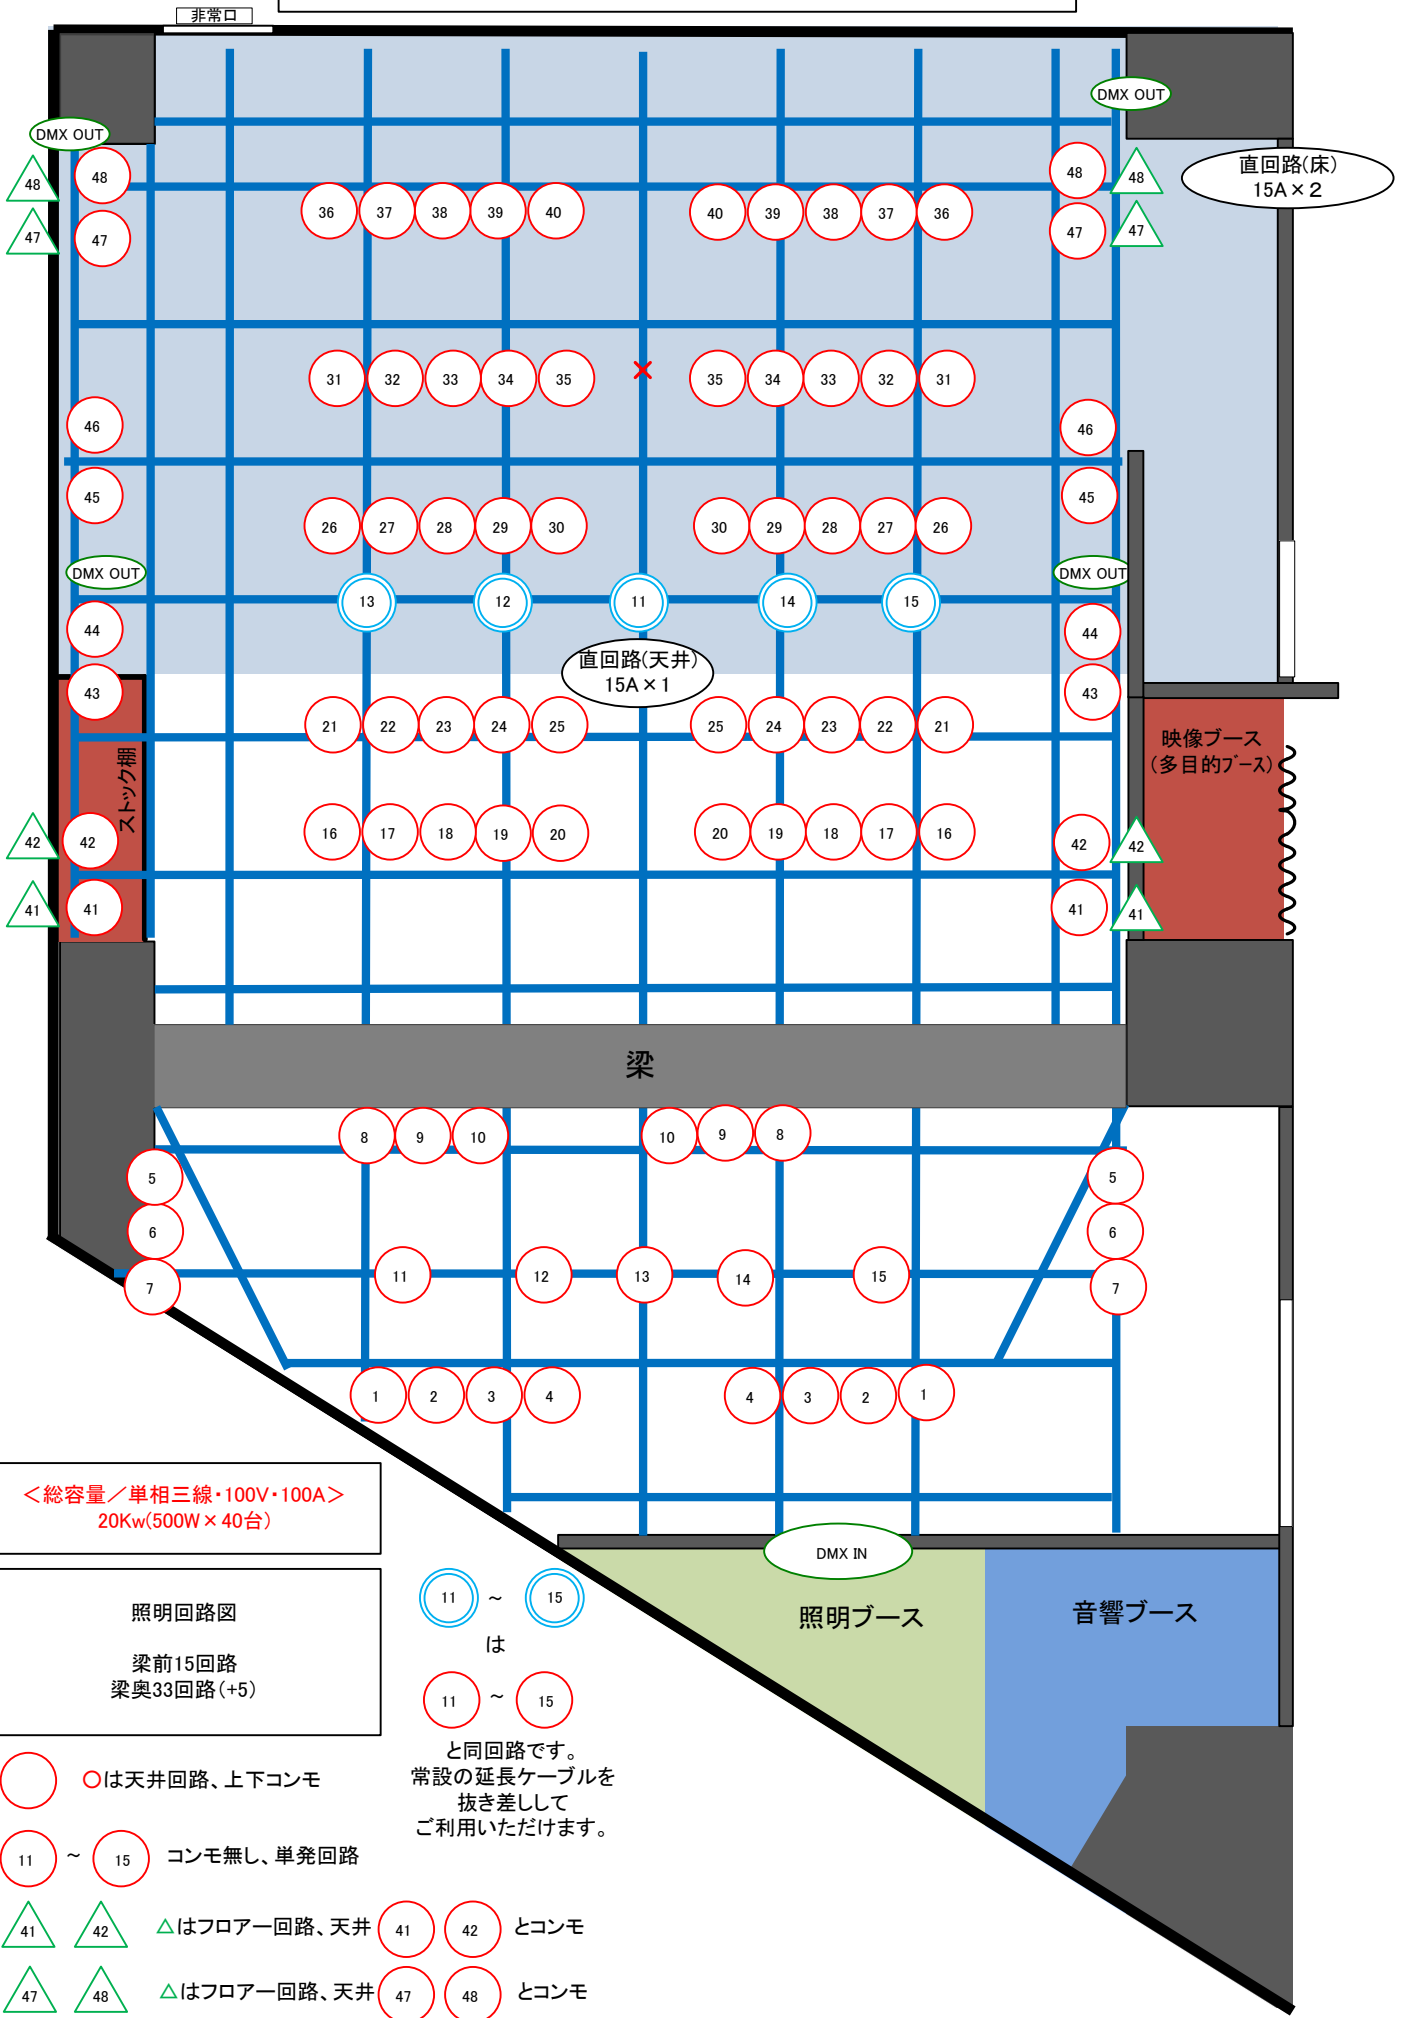 非常口
DMX OUT
DMX OUT
48 48 48 48
直回路(床)
15A×2
47 47 47 47
36 37 38 39 40 40 39 38 37 36
31 32 33 34 35 35 34 33 32 31
46 46
45 45
26 27 28 29 30 30 29 28 27 26
DMX OUT DMX OUT
13 12 11 14 15
44 44
直回路(天井)
15A×1
43 43
21 22 23 24 25 25 24 23 22 21
ストック棚
映像ブース
(多目的ブース)
16 17 18 19 20 20 19 18 17 16
42 42 42 42
41 41 41 41
梁
8 9 10 10 9 8
5 5
6 6
7 7
11 12 13 14 15
1 2 3 4 4 3 2 1
<総容量/単相三線・100V・100A>
20Kw(500W×40台)
DMX IN
照明ブース
音響ブース
照明回路図
梁前15回路
梁奥33回路(+5)
11 ~ 15
は
11 ~ 15
と同回路です。
常設の延長ケーブルを
抜き差しして
ご利用いただけます。
○は天井回路、上下コンモ
11 ~ 15 コンモ無し、単発回路
41 42 △はフロアー回路、天井 41 42 とコンモ
47 48 △はフロアー回路、天井 47 48 とコンモ